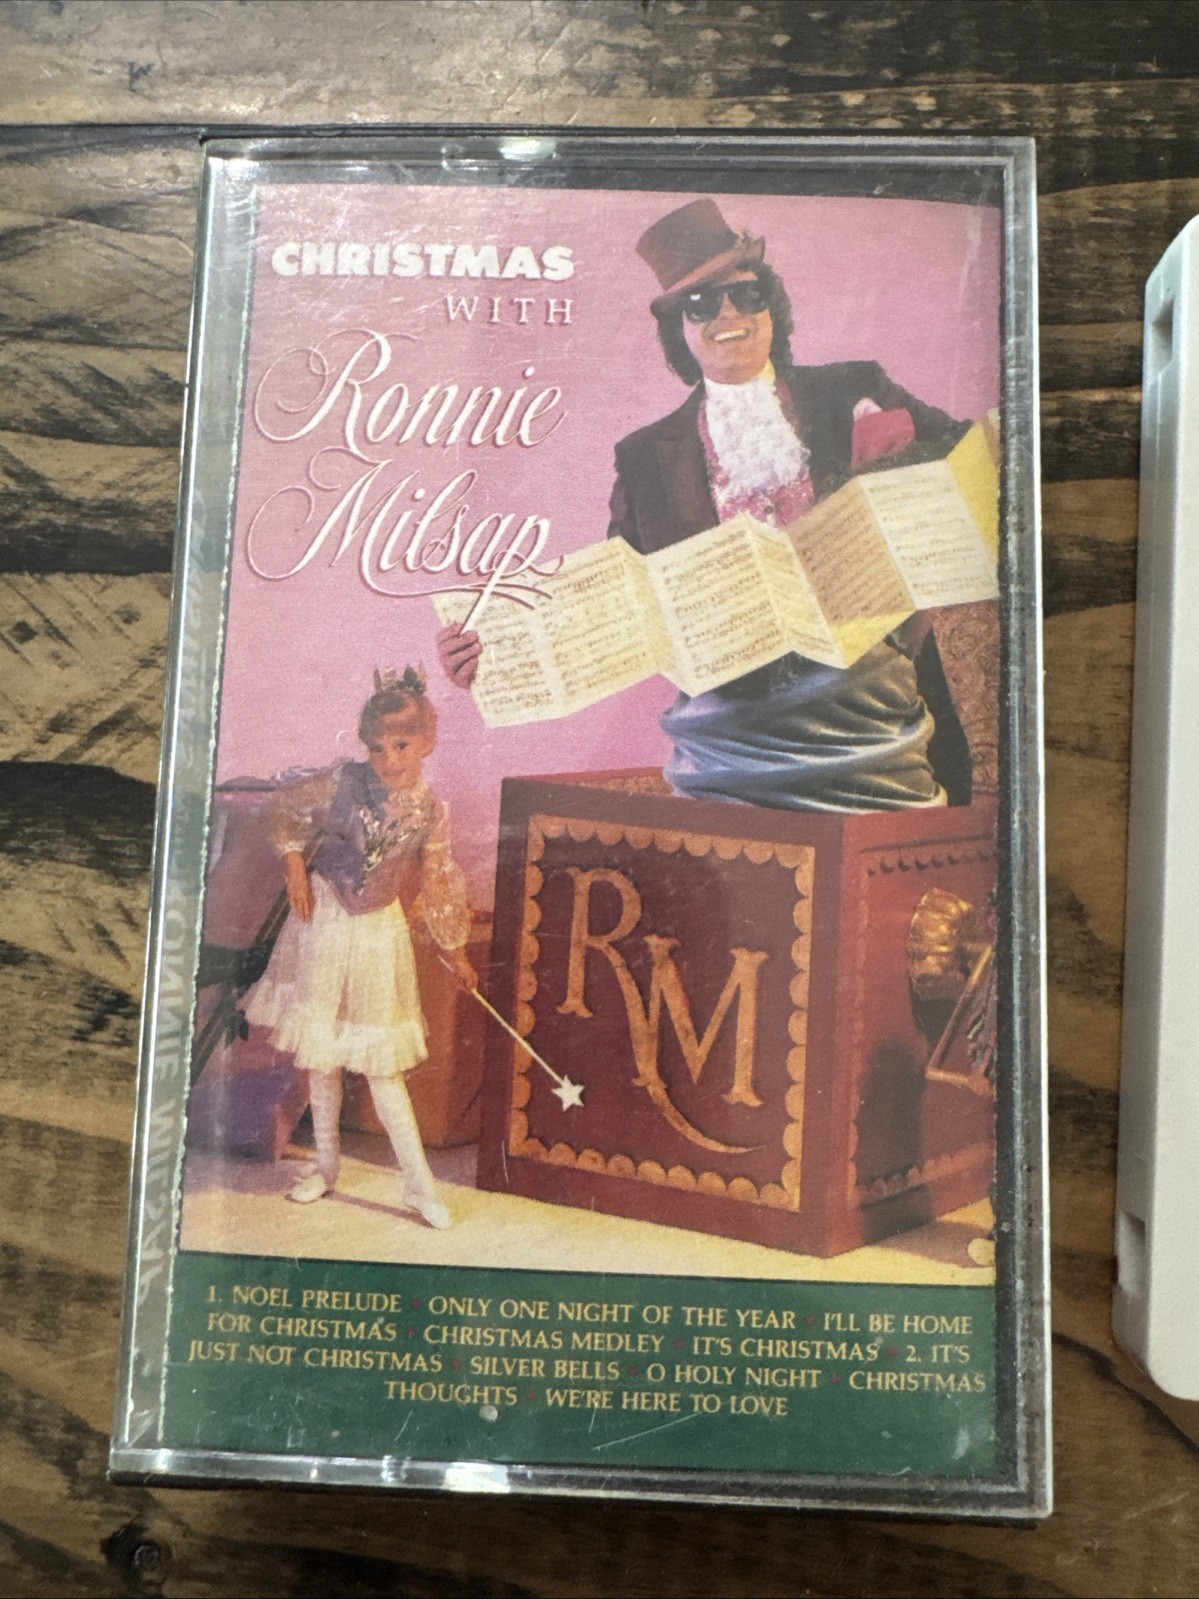 CHRISTMAS
WITH
Ronnie
Milsap
RM
1. NOEL PRELUDE • ONLY ONE NIGHT OF THE YEAR • I'LL BE HOME
FOR CHRISTMAS • CHRISTMAS MEDLEY • IT'S CHRISTMAS • 2. IT'S
JUST NOT CHRISTMAS • SILVER BELLS • O HOLY NIGHT • CHRISTMAS
THOUGHTS • WE'RE HERE TO LOVE
RONNIE MILSAP